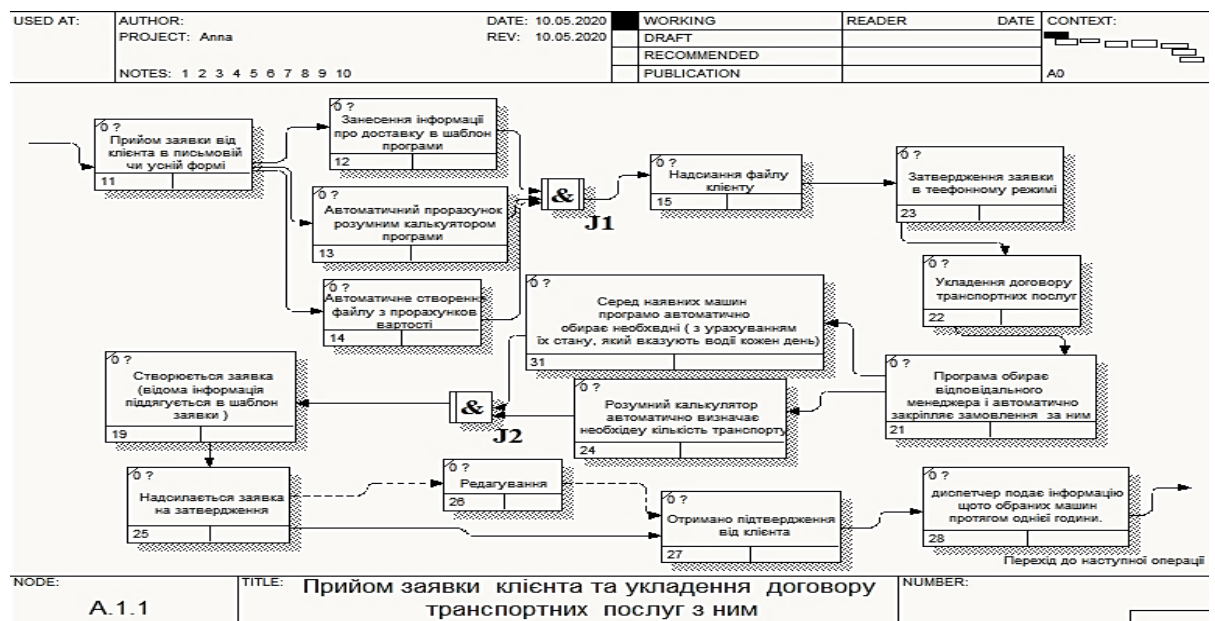 USED AT:
AUTHOR:
DATE: 10.05.2020
WORKING
READER
DATE
CONTEXT:
PROJECT: Anna
REV: 10.05.2020
DRAFT
RECOMMENDED
NOTES: 1 2 3 4 5 6 7 8 9 10
PUBLICATION
A0
0 ?
Прийом заявки від
клієнта в письмовій
чи усній формі
11
0 ?
Занесення інформації
про доставку в шаблон
програми
12
0 ?
Автоматичний прорахунок
розумним калькуятором
програми
13
0 ?
Автоматичне створення
файлу з прорахунков
вартості
14
&
J1
0 ?
Надсиання файлу
клієнту
15
0 ?
Затвердження заявки
в теефонному режимі
23
0 ?
Укладення договору
транспортних послуг
22
0 ?
Програма обирає
відповідального
менеджера і автоматично
закріпляє замовлення за ним
21
0 ?
Серед наявних машин
програмо автоматично
обирає необхвдні ( з урахуванням
їх стану, який вказують водії кожен день)
31
0 ?
Розумний калькулятор
автоматично визначає
необхідеу кількість транспорту
24
&
J2
0 ?
Створюється заявка
(відома інформація
піддягується в шаблон
заявки )
19
0 ?
Надсилається заявка
на затвердження
25
0 ?
Редагування
26
0 ?
Отримано підтвердження
від клієнта
27
0 ?
диспетчер подає інформацію
щото обраних машин
протягом однієї години.
28
Перехід до наступної операції
NODE:
A.1.1
TITLE:
Прийом заявки клієнта та укладення договору
транспортних послуг з ним
NUMBER: